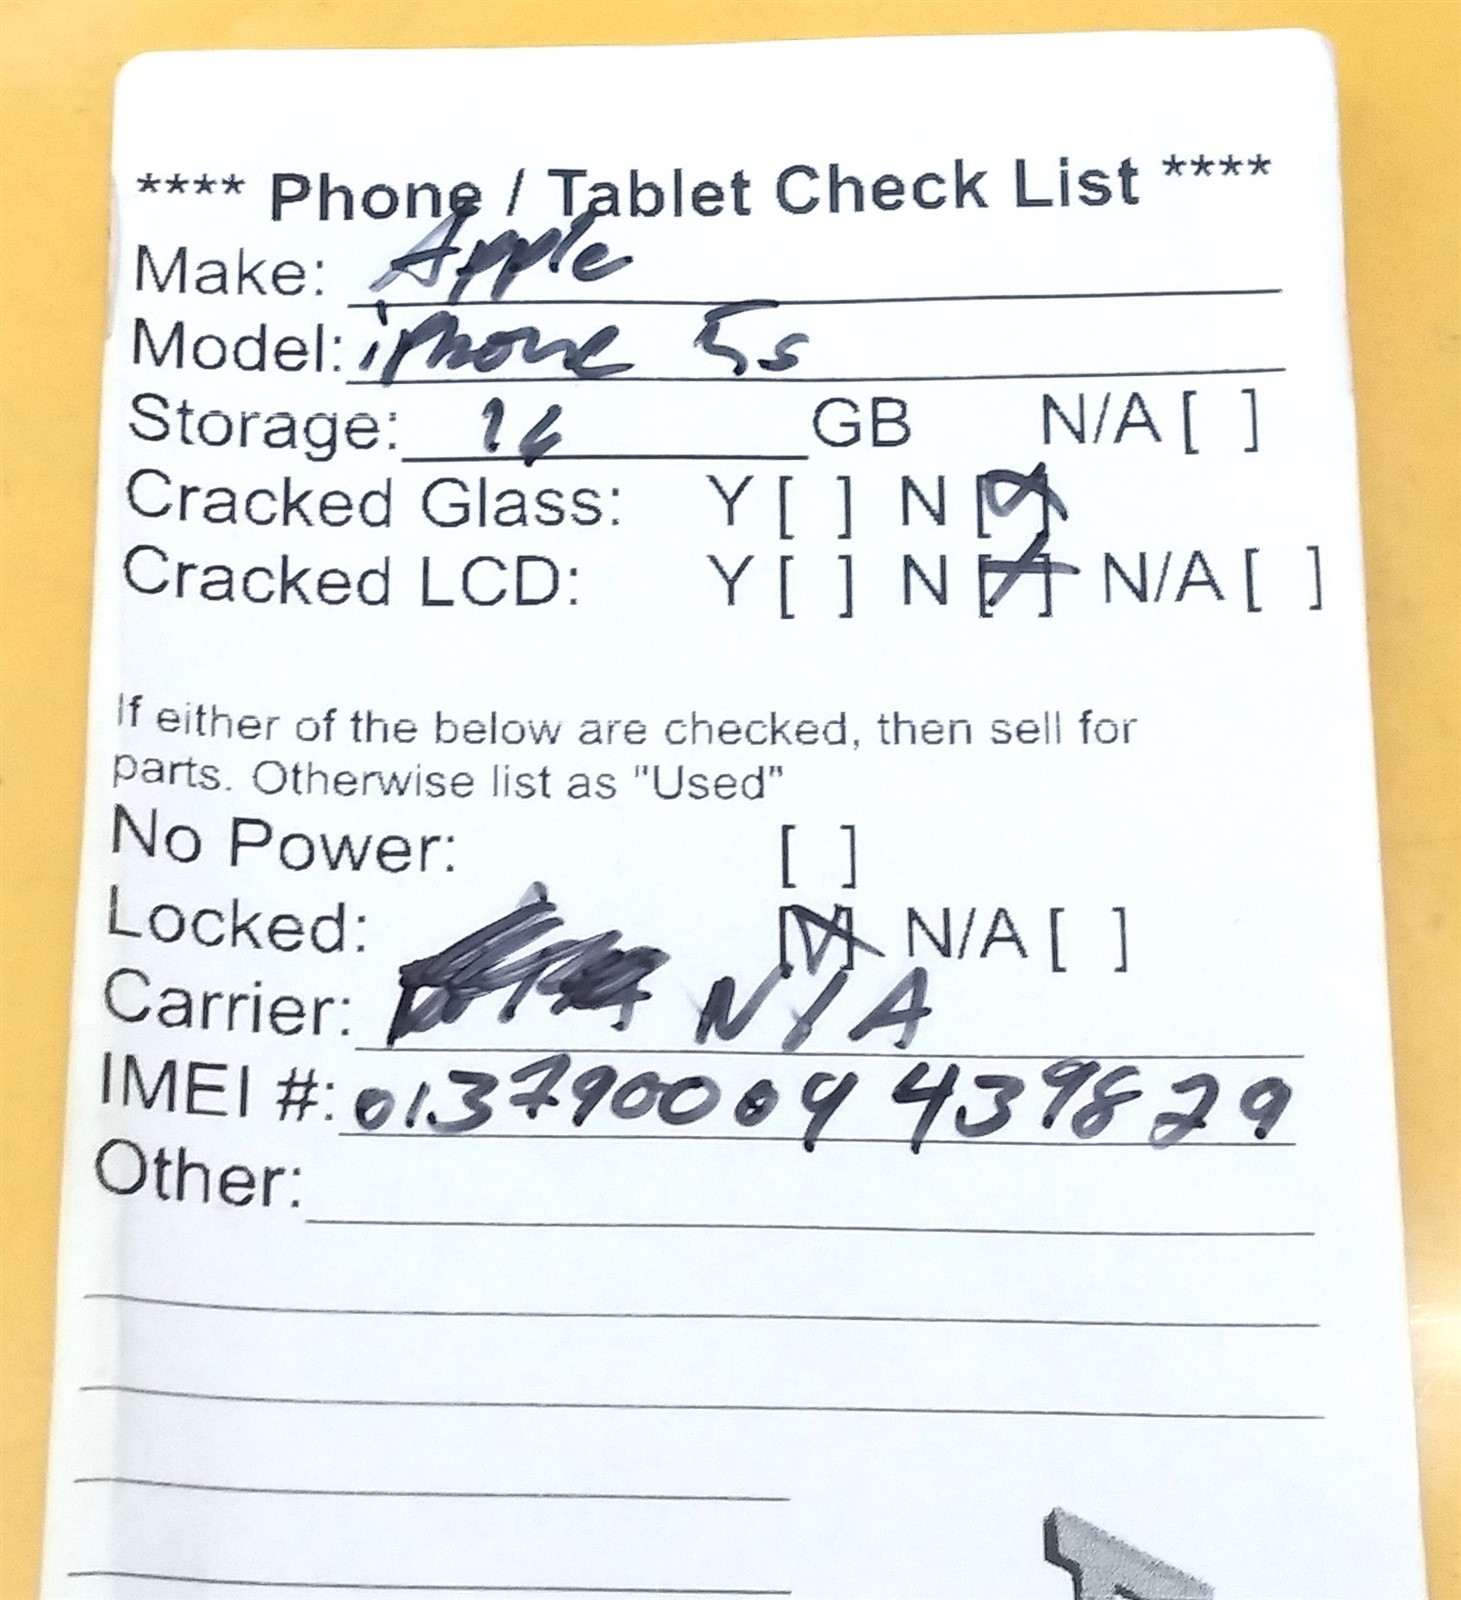 **** Phone / Tablet Check List ****
Make: Apple
Model: iPhone 5s
Storage: 16 GB N/A [ ]
Cracked Glass: Y [ ] N [X]
Cracked LCD: Y [ ] N [X] N/A [ ]
If either of the below are checked, then sell for
parts. Otherwise list as "Used"
No Power: [ ]
Locked: [X] N/A [ ]
Carrier: N/A
IMEI #: 013790004439829
Other: